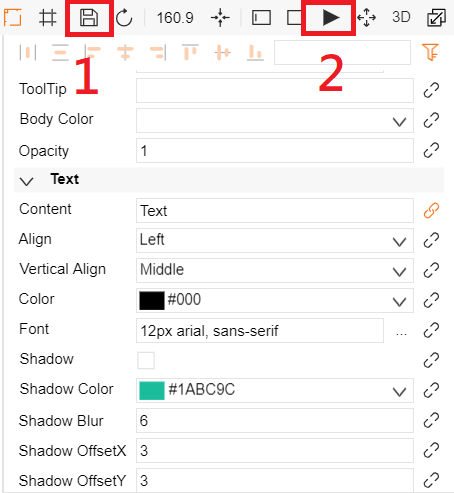 160.9 3D
1 2
ToolTip
Body Color
Opacity 1
Text
Content Text
Align Left
Vertical Align Middle
Color #000
Font 12px arial, sans-serif ...
Shadow
Shadow Color #1ABC9C
Shadow Blur 6
Shadow OffsetX 3
Shadow OffsetY 3